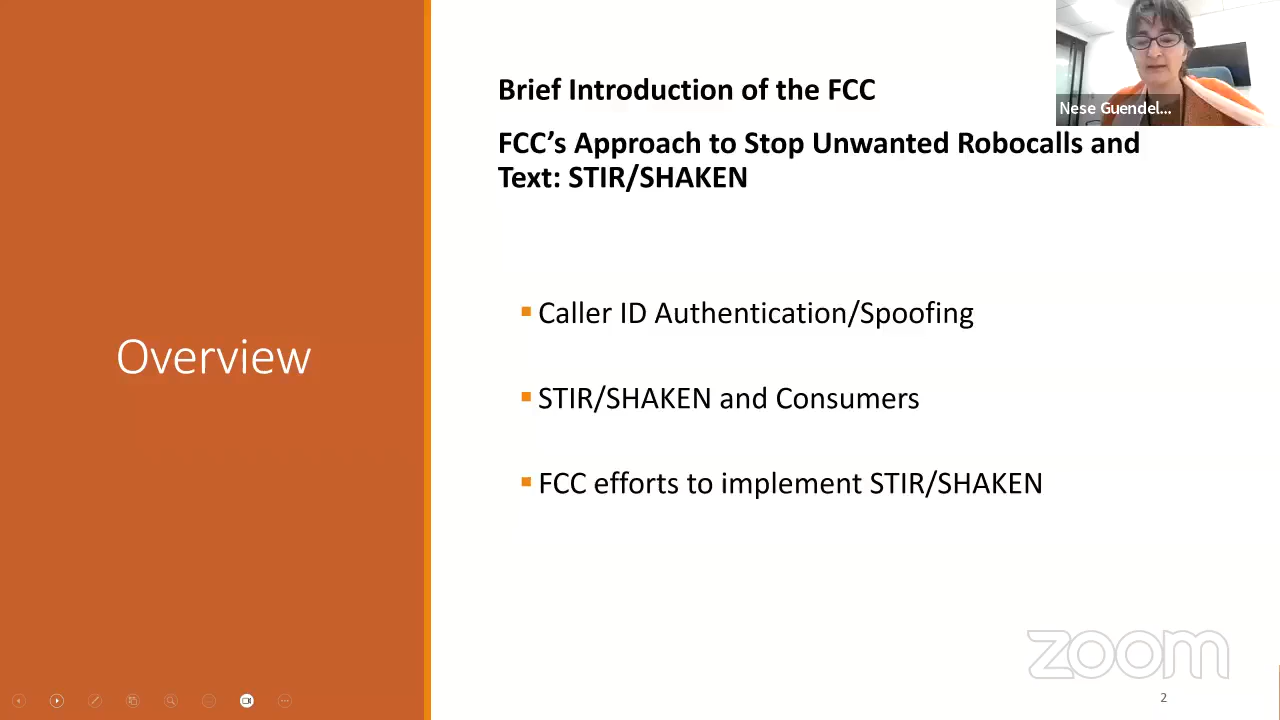 Brief Introduction of the FCC
FCC's Approach to Stop Unwanted Robocalls and
Text: STIR/SHAKEN
Nese Guendel...
Overview
▪ Caller ID Authentication/Spoofing
▪ STIR/SHAKEN and Consumers
▪ FCC efforts to implement STIR/SHAKEN
zoom
2